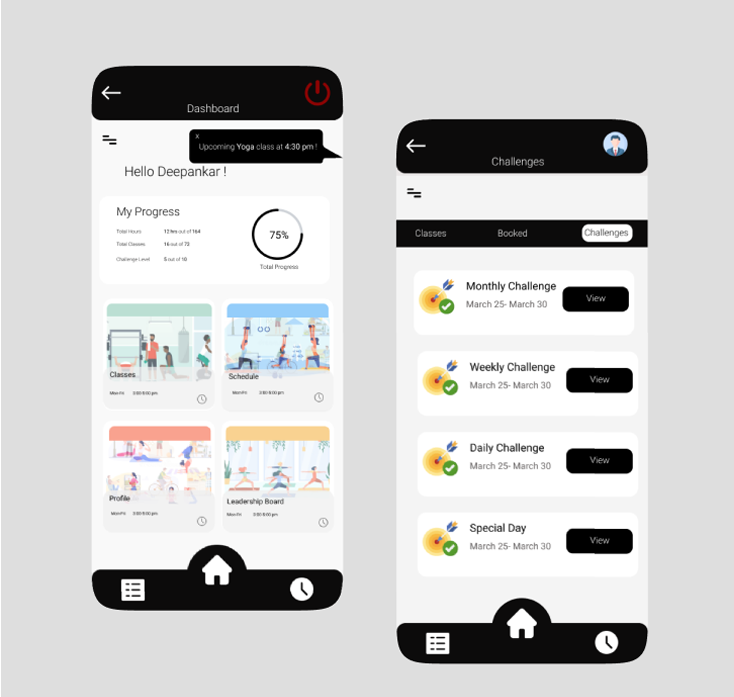 Dashboard
x
Upcoming Yoga class at 4:30 pm !
Hello Deepankar !
My Progress
Total Hours 12 hrs out of 164
Total Classes 16 out of 72
Challenge Level 5 out of 10
75%
Total Progress
Classes
Mon-Fri 3:00-8:00 pm
Schedule
Mon-Fri 3:00-8:00 pm
Profile
Mon-Fri 3:00-8:00 pm
Leadership Board
Mon-Fri 3:00-8:00 pm
Challenges
Classes Booked Challenges
Monthly Challenge
March 25- March 30
View
Weekly Challenge
March 25- March 30
View
Daily Challenge
March 25- March 30
View
Special Day
March 25- March 30
View